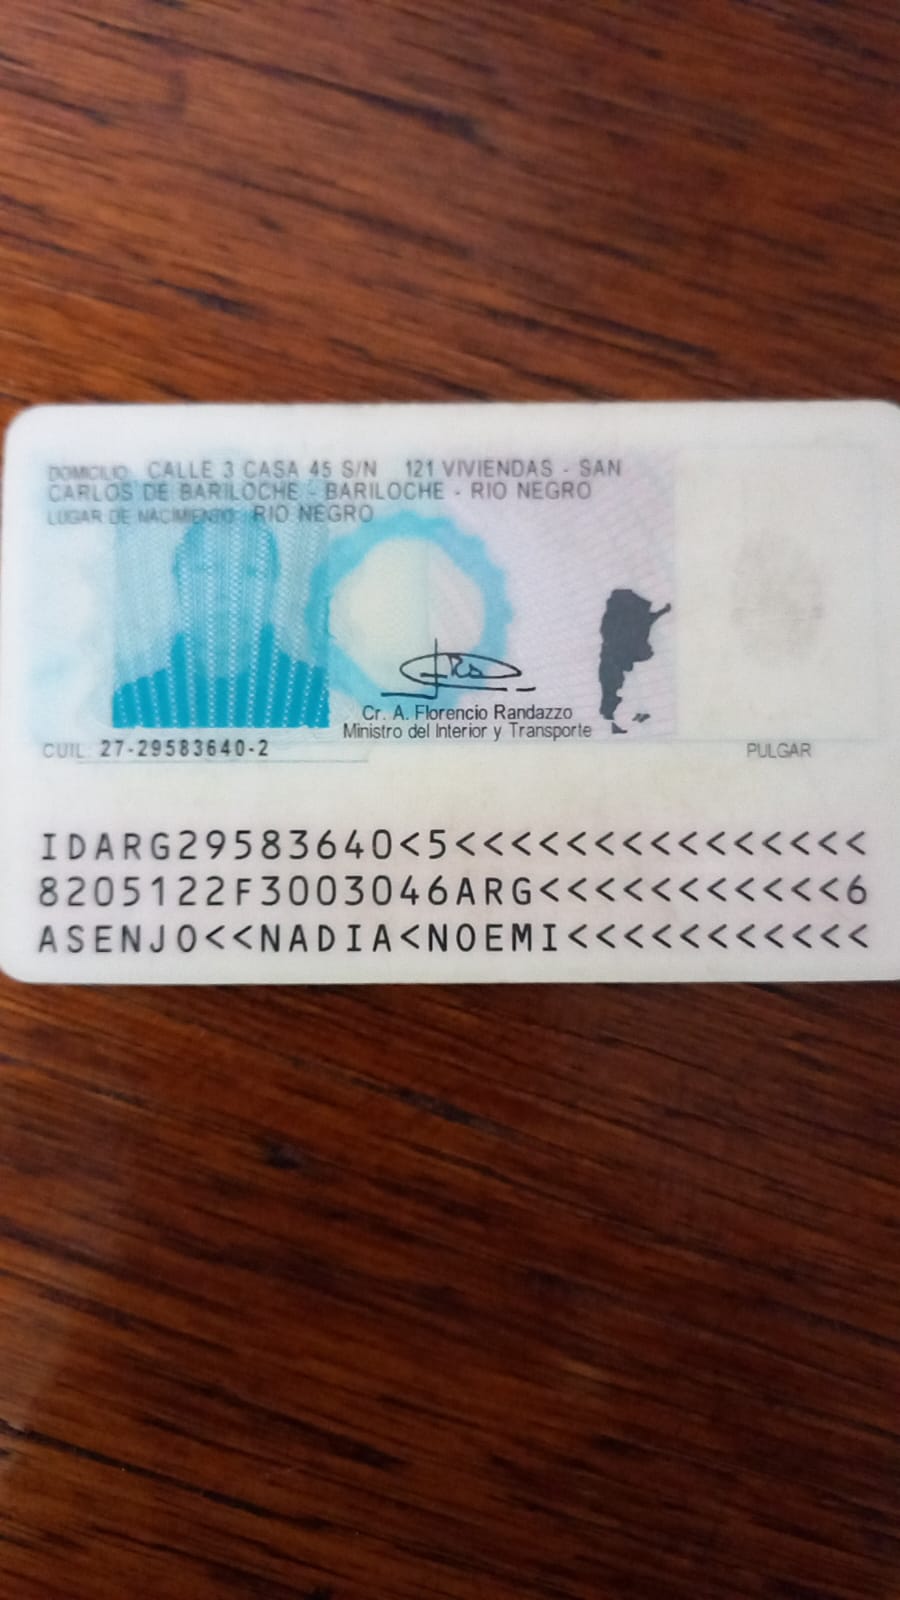 DOMICILIO: CALLE 3 CASA 45 S/N 121 VIVIENDAS - SAN
CARLOS DE BARILOCHE - BARILOCHE - RIO NEGRO
LUGAR DE NACIMIENTO: RIO NEGRO
Cr. A. Florencio Randazzo
Ministro del Interior y Transporte
CUIL: 27-29583640-2
PULGAR
IDARG29583640<5<<<<<<<<<<<<<<<
8205122F3003046ARG<<<<<<<<<<<6
ASENJO<<NADIA<NOEMI<<<<<<<<<<<